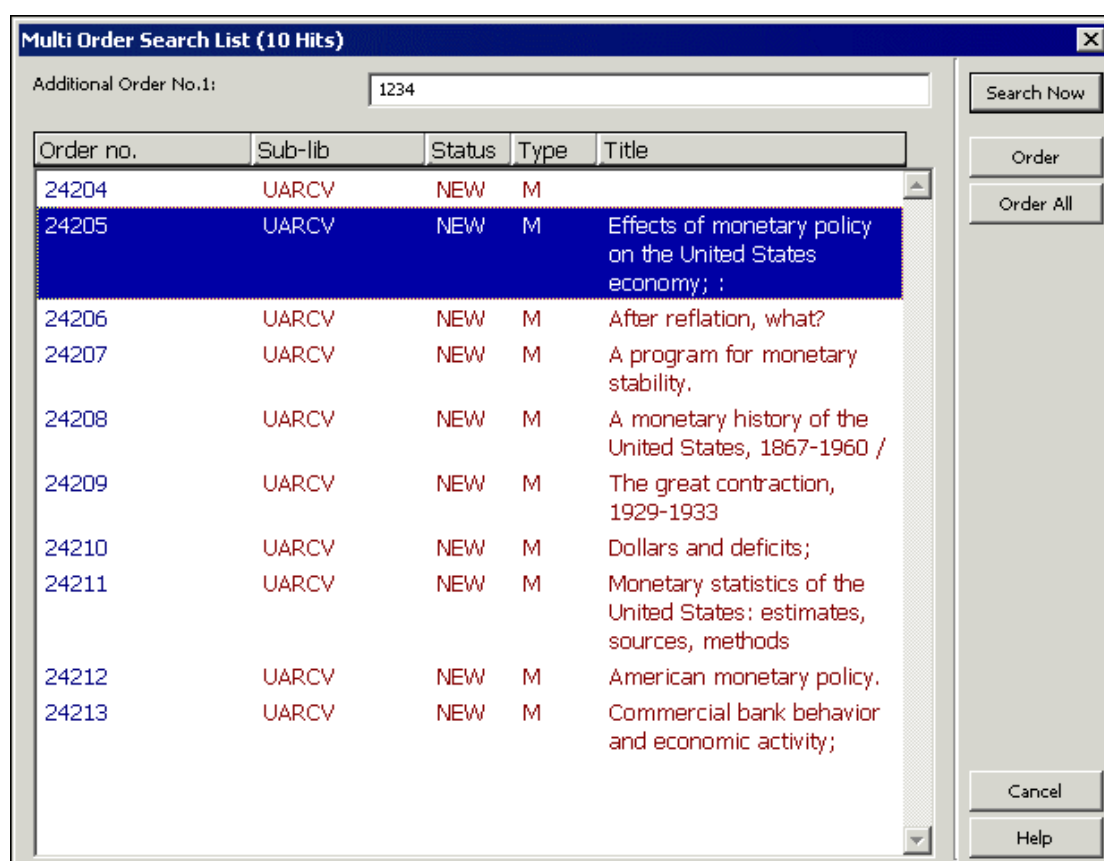 Multi Order Search List (10 Hits)
Additional Order No.1: 1234
Search Now
Order
Order All
Order no. Sub-lib Status Type Title
24204 UARCV NEW M
24205 UARCV NEW M Effects of monetary policy
on the United States
economy; :
24206 UARCV NEW M After reflation, what?
24207 UARCV NEW M A program for monetary
stability.
24208 UARCV NEW M A monetary history of the
United States, 1867-1960 /
24209 UARCV NEW M The great contraction,
1929-1933
24210 UARCV NEW M Dollars and deficits;
24211 UARCV NEW M Monetary statistics of the
United States: estimates,
sources, methods
24212 UARCV NEW M American monetary policy.
24213 UARCV NEW M Commercial bank behavior
and economic activity;
Cancel
Help